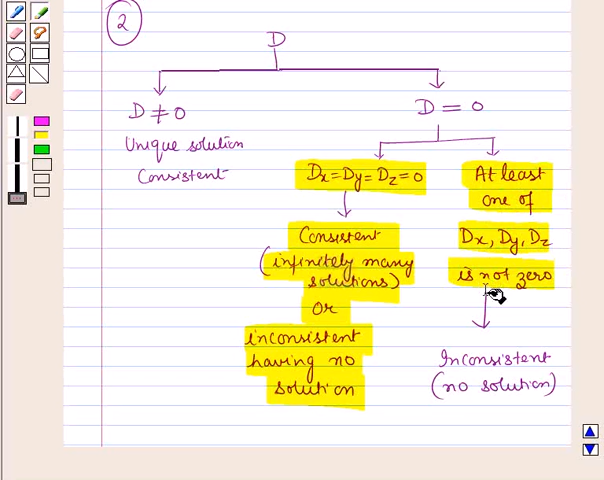 2
D
D ≠ 0
Unique solution
Consistent
D = 0
Dx = Dy = Dz = 0
Consistent
(infinitely many
solutions)
Or
inconsistent
having no
solution
At least
one of
Dx, Dy, Dz
is not zero
Inconsistent
(no solution)